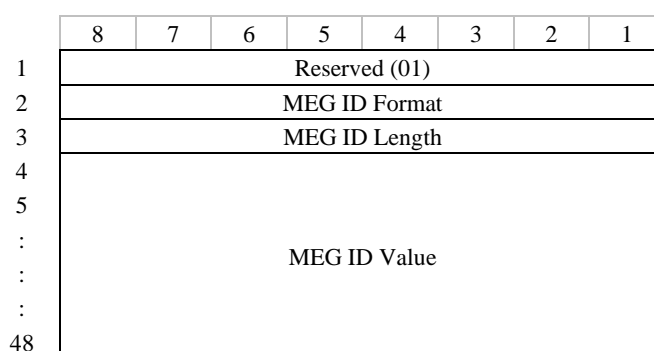 8 7 6 5 4 3 2 1
1 Reserved (01)
2 MEG ID Format
3 MEG ID Length
4
5
:
: MEG ID Value
:
48